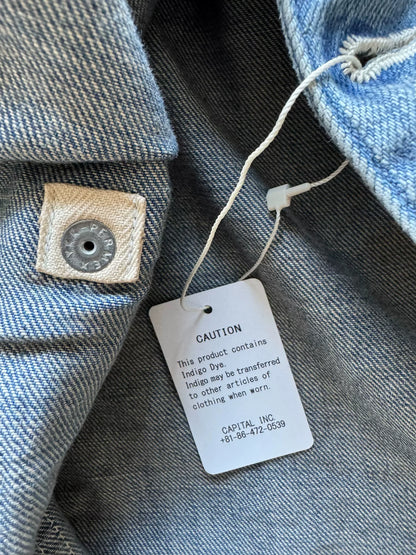 CAUTION
This product contains
Indigo Dye.
Indigo may be transferred
to other articles of
clothing when worn.
CAPITAL INC.
+81-86-472-0539